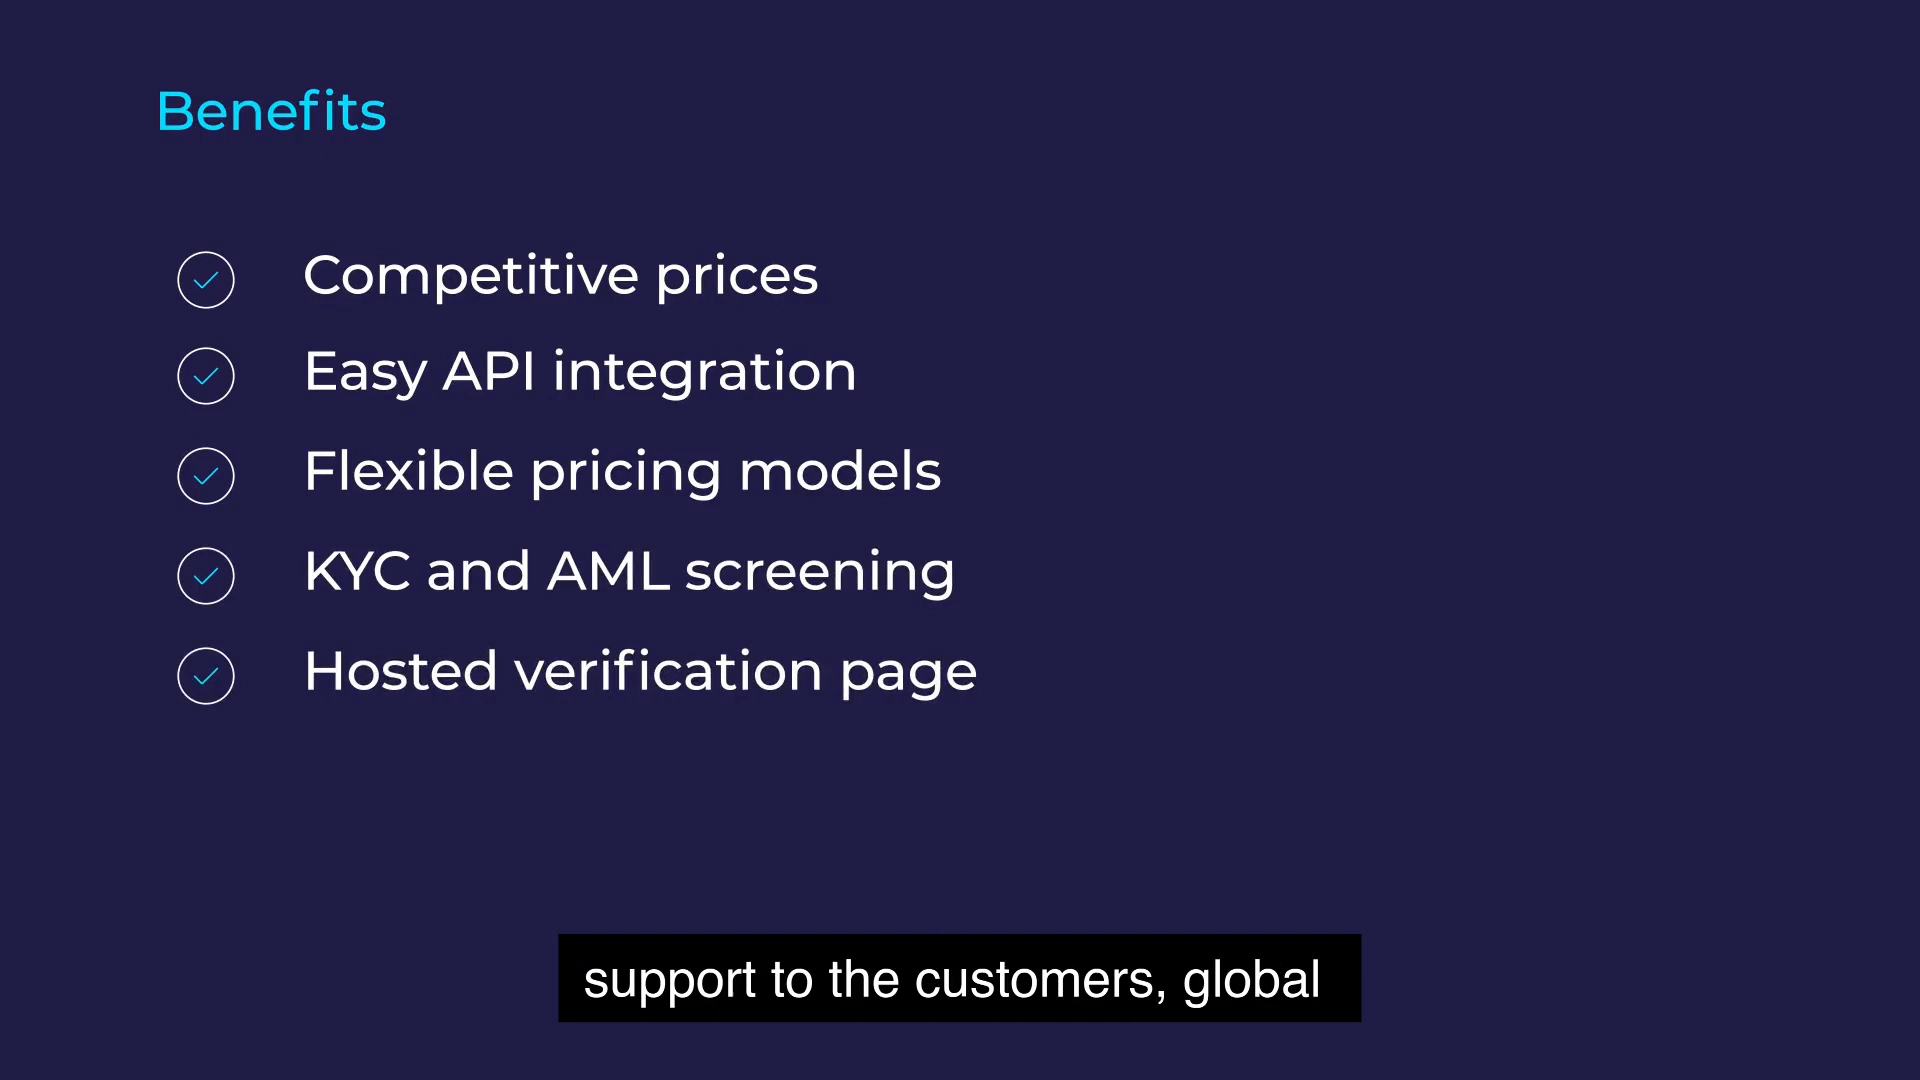 Benefits
Competitive prices
Easy API integration
Flexible pricing models
KYC and AML screening
Hosted verification page
support to the customers, global